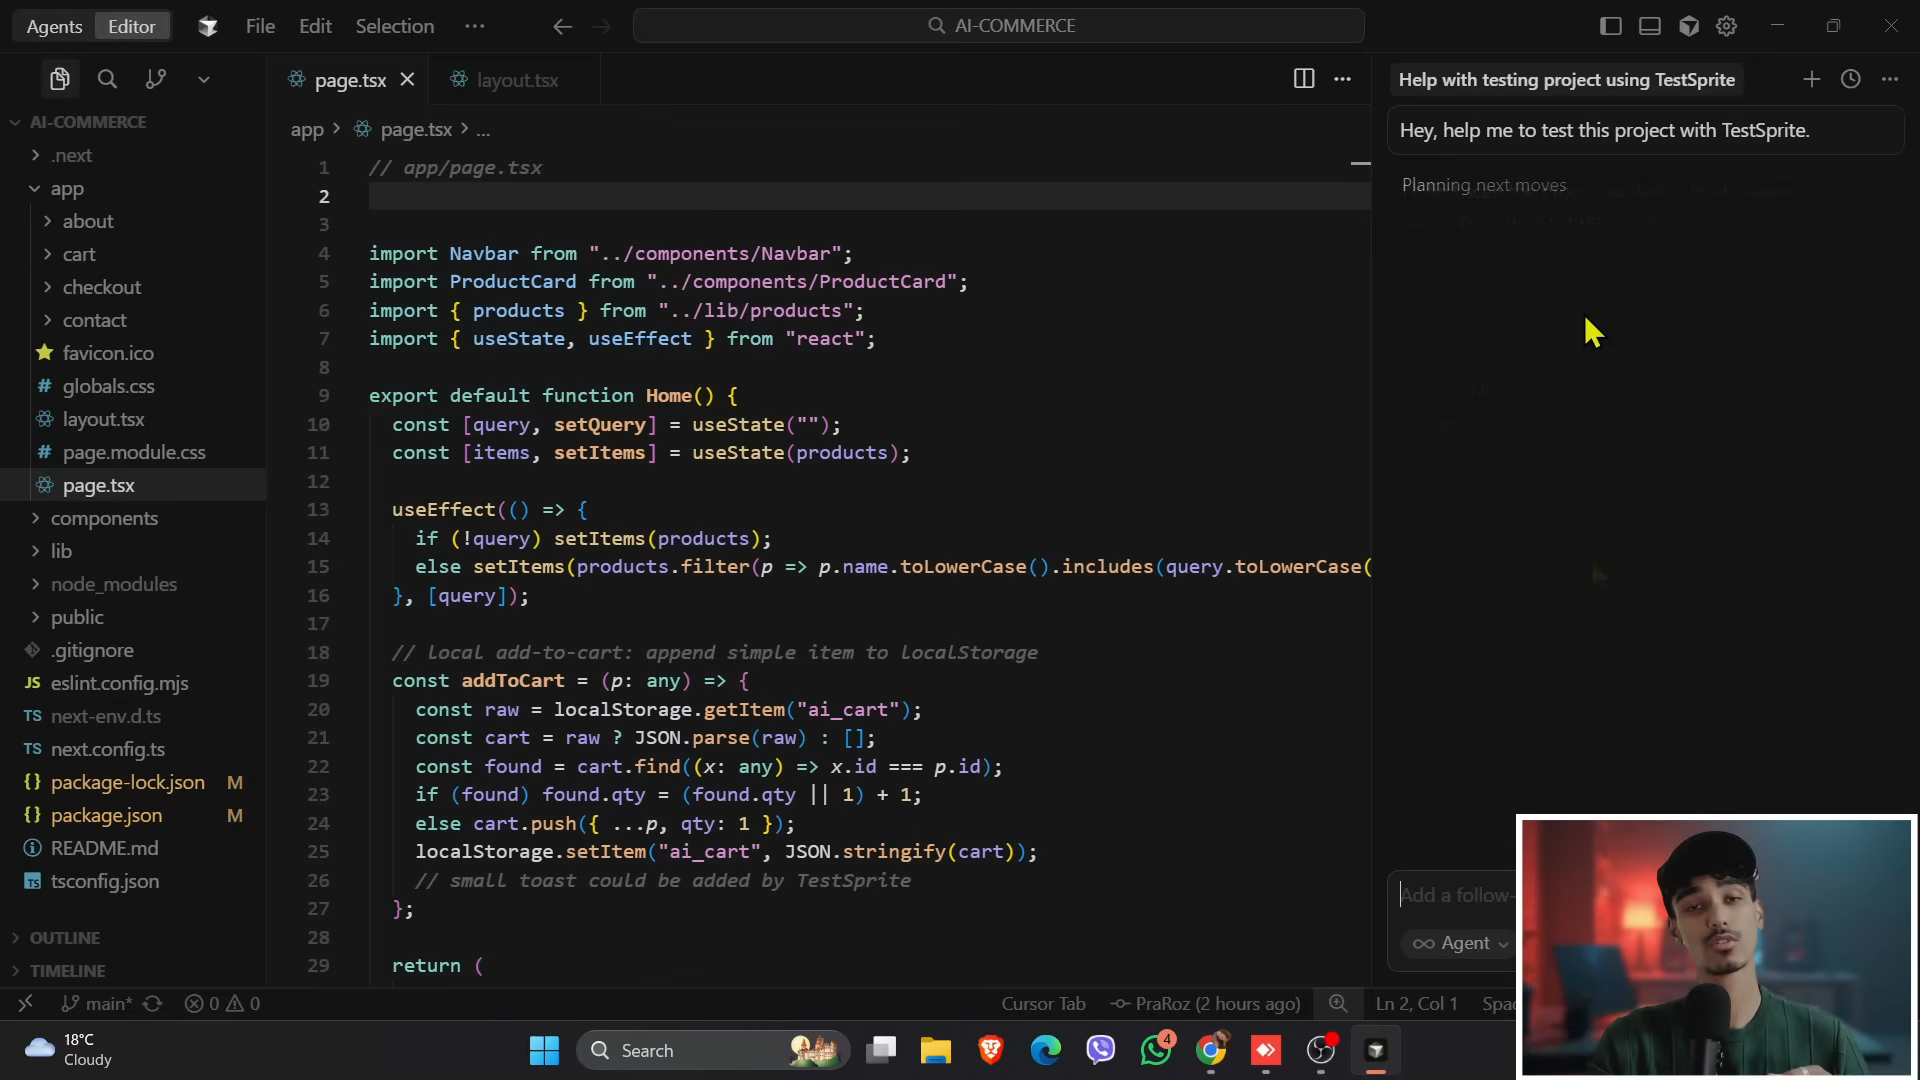 Agents Editor File Edit Selection ··· AI-COMMERCE
AI-COMMERCE
.next
app
about
cart
checkout
contact
favicon.ico
# globals.css
layout.tsx
# page.module.css
page.tsx
components
lib
node_modules
public
.gitignore
JS eslint.config.mjs
TS next-env.d.ts
TS next.config.ts
{} package-lock.json M
{} package.json M
README.md
TS tsconfig.json
OUTLINE
TIMELINE
page.tsx layout.tsx
app > page.tsx > ...
1 // app/page.tsx
2
3
4 import Navbar from "../components/Navbar";
5 import ProductCard from "../components/ProductCard";
6 import { products } from "../lib/products";
7 import { useState, useEffect } from "react";
8
9 export default function Home() {
10 const [query, setQuery] = useState("");
11 const [items, setItems] = useState(products);
12
13 useEffect(() => {
14 if (!query) setItems(products);
15 else setItems(products.filter(p => p.name.toLowerCase().includes(query.toLowerCase(
16 }, [query]);
17
18 // local add-to-cart: append simple item to localStorage
19 const addToCart = (p: any) => {
20 const raw = localStorage.getItem("ai_cart");
21 const cart = raw ? JSON.parse(raw) : [];
22 const found = cart.find((x: any) => x.id === p.id);
23 if (found) found.qty = (found.qty || 1) + 1;
24 else cart.push({ ...p, qty: 1 });
25 localStorage.setItem("ai_cart", JSON.stringify(cart));
26 // small toast could be added by TestSprite
27 };
28
29 return (
Help with testing project using TestSprite
Hey, help me to test this project with TestSprite.
Planning next moves
Add a follow-
∞ Agent
main* 0 0 Cursor Tab PraRoz (2 hours ago) Ln 2, Col 1 Spac
18°C
Cloudy
Search
4